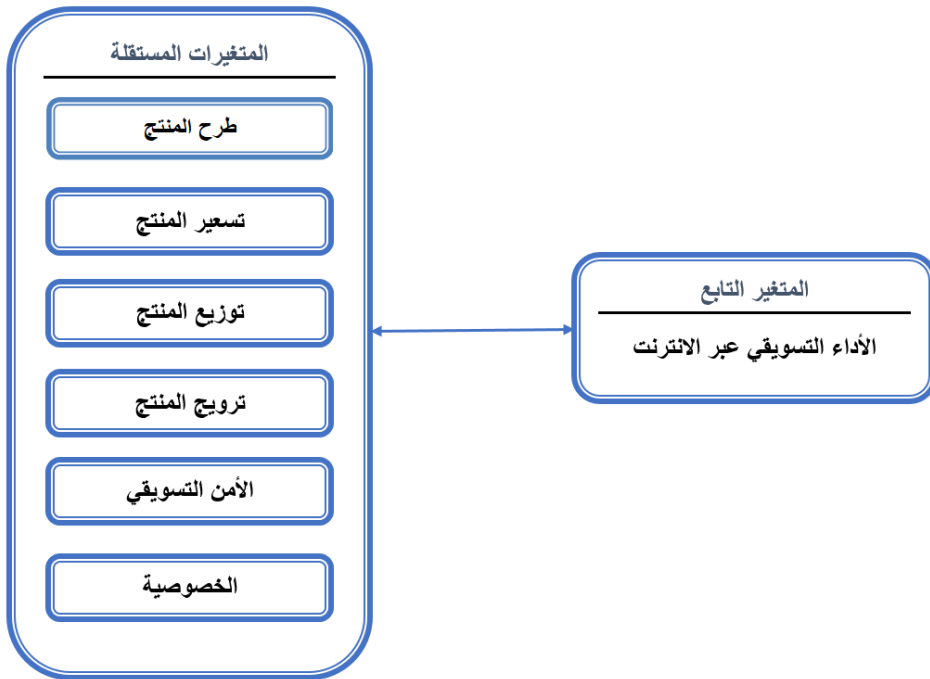 المتغيرات المستقلة
طرح المنتج
تسعير المنتج
توزيع المنتج
ترويج المنتج
الأمن التسويقي
الخصوصية
المتغير التابع
الأداء التسويقي عبر الانترنت